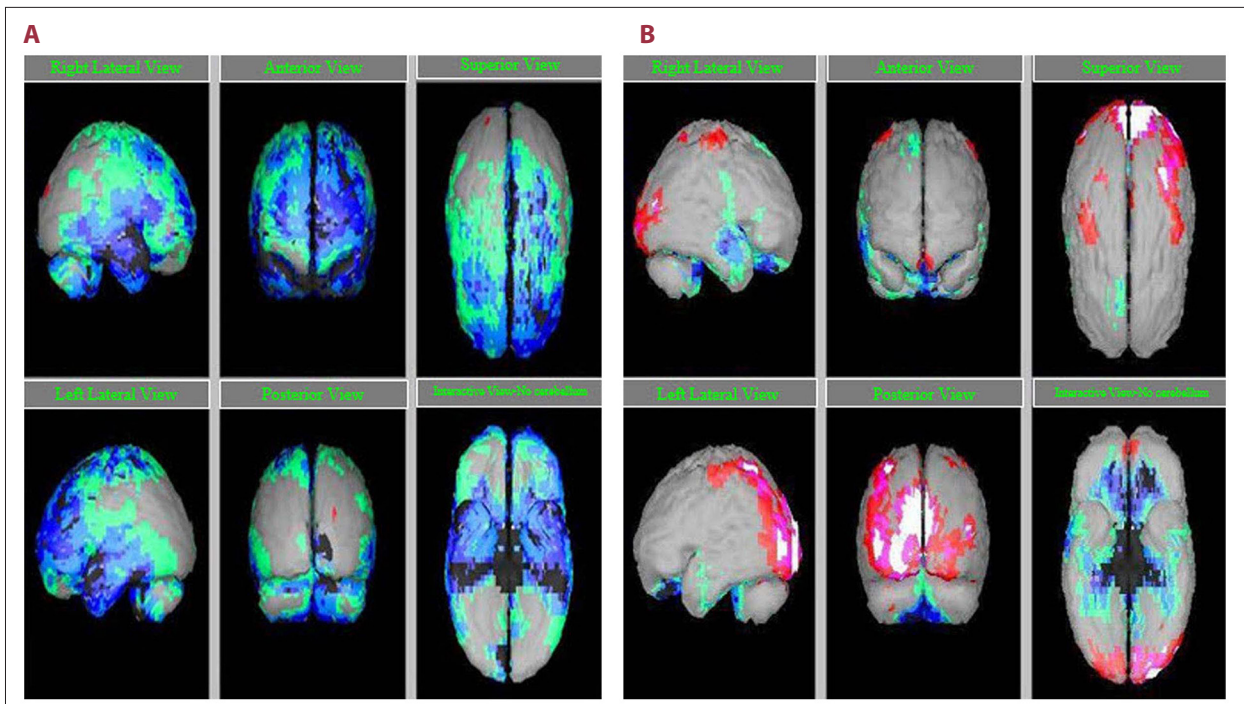 A
B
Right Lateral View
Anterior View
Superior View
Right Lateral View
Anterior View
Superior View
Left Lateral View
Posterior View
Interactive View-No cerebellum
Left Lateral View
Posterior View
Interactive View-No cerebellum